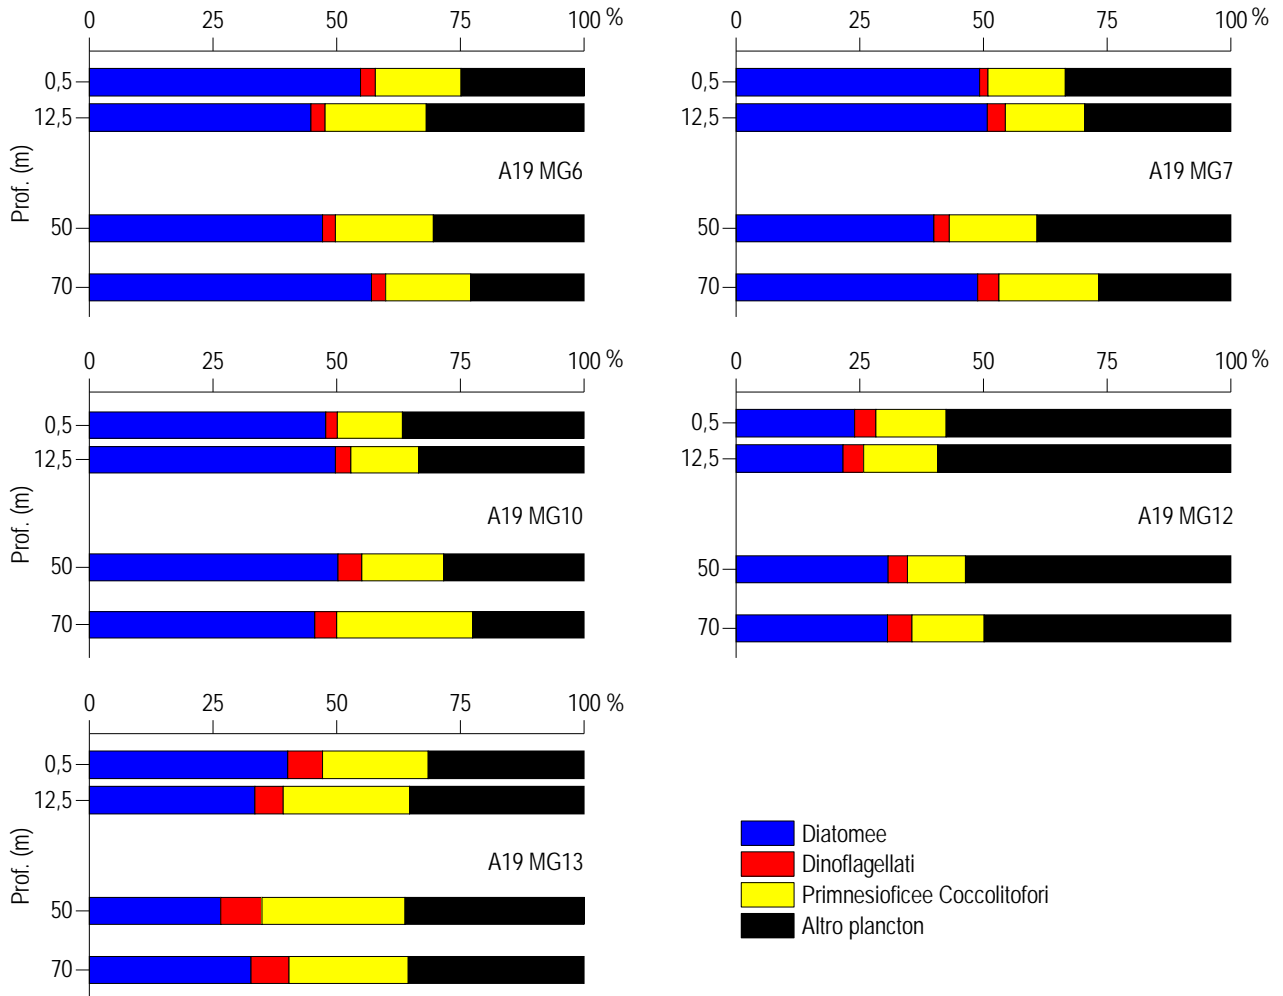 0 25 50 75 100 %
0,5
12,5
50
70
Prof. (m)
A19 MG6
0 25 50 75 100 %
0,5
12,5
50
70
A19 MG7
0 25 50 75 100 %
0,5
12,5
50
70
Prof. (m)
A19 MG10
0 25 50 75 100 %
0,5
12,5
50
70
A19 MG12
0 25 50 75 100 %
0,5
12,5
50
70
Prof. (m)
A19 MG13
Diatomee
Dinoflagellati
Primnesioficee Coccolitofori
Altro plancton